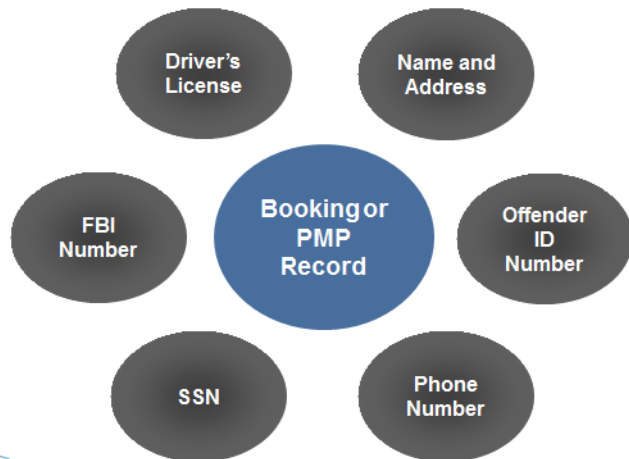 Driver's
License
Name and
Address
FBI
Number
Booking or
PMP
Record
Offender
ID
Number
SSN
Phone
Number